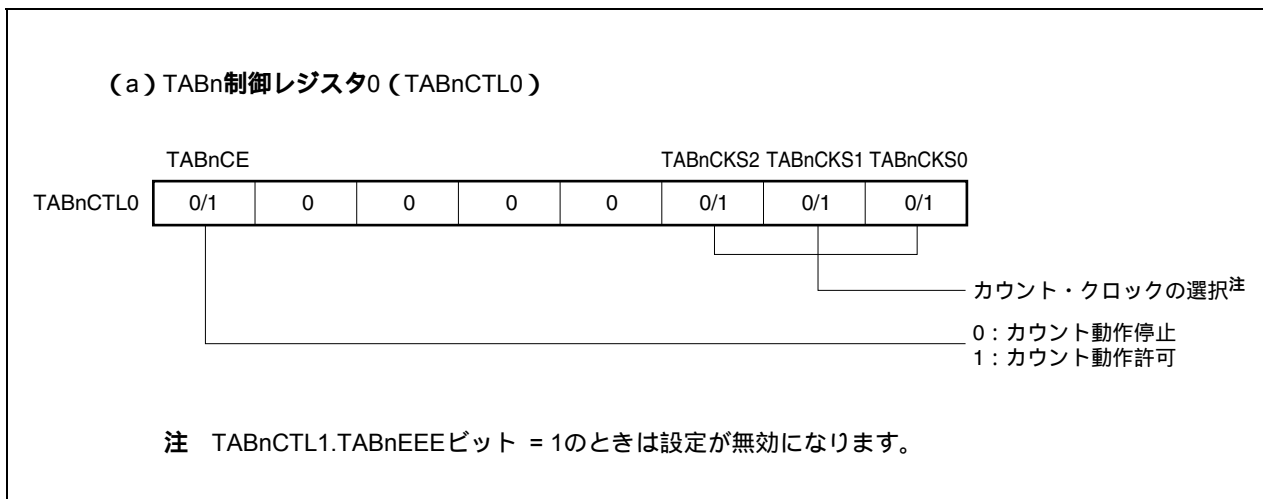 (a) TABn制御レジスタ0 (TABnCTL0)
TABnCE TABnCKS2 TABnCKS1 TABnCKS0
TABnCTL0 0/1 0 0 0 0 0/1 0/1 0/1
カウント・クロックの選択注
0:カウント動作停止
1:カウント動作許可
注 TABnCTL1.TABnEEEビット = 1のときは設定が無効になります。